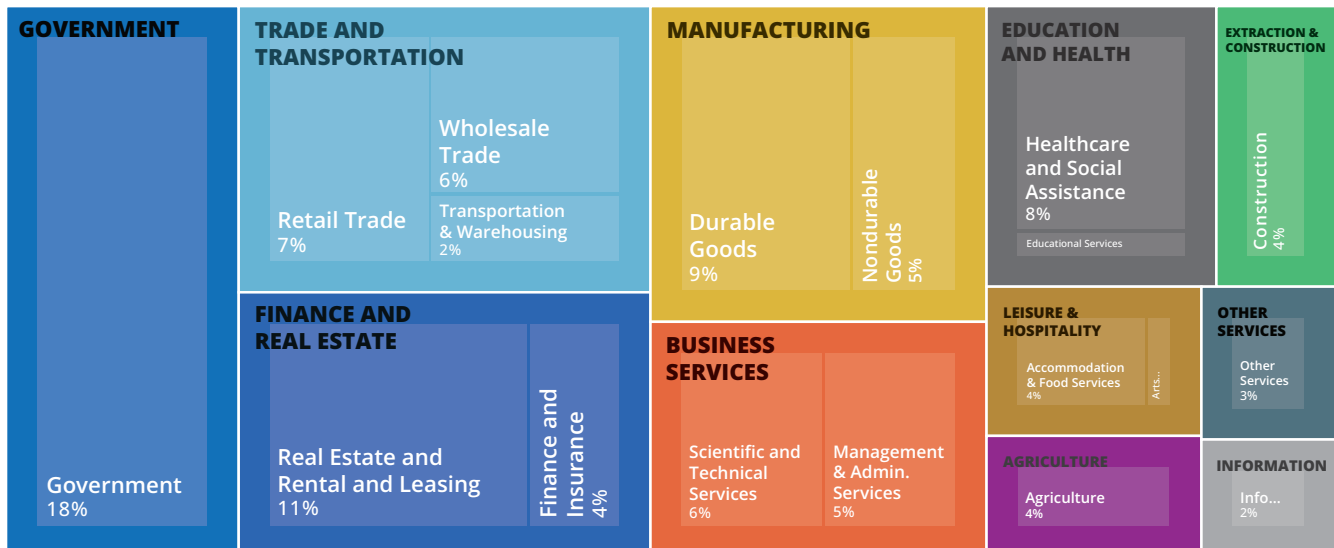 GOVERNMENT
Government
18%
TRADE AND
TRANSPORTATION
Retail Trade
7%
Wholesale
Trade
6%
Transportation
& Warehousing
2%
FINANCE AND
REAL ESTATE
Real Estate and
Rental and Leasing
11%
Finance and
Insurance
4%
MANUFACTURING
Durable
Goods
9%
Nondurable
Goods
5%
BUSINESS
SERVICES
Scientific and
Technical
Services
6%
Management
& Admin.
Services
5%
EDUCATION
AND HEALTH
Healthcare
and Social
Assistance
8%
Educational Services
EXTRACTION &
CONSTRUCTION
Construction
4%
LEISURE &
HOSPITALITY
Accommodation
& Food Services
4%
Arts...
OTHER
SERVICES
Other
Services
3%
AGRICULTURE
Agriculture
4%
INFORMATION
Info...
2%